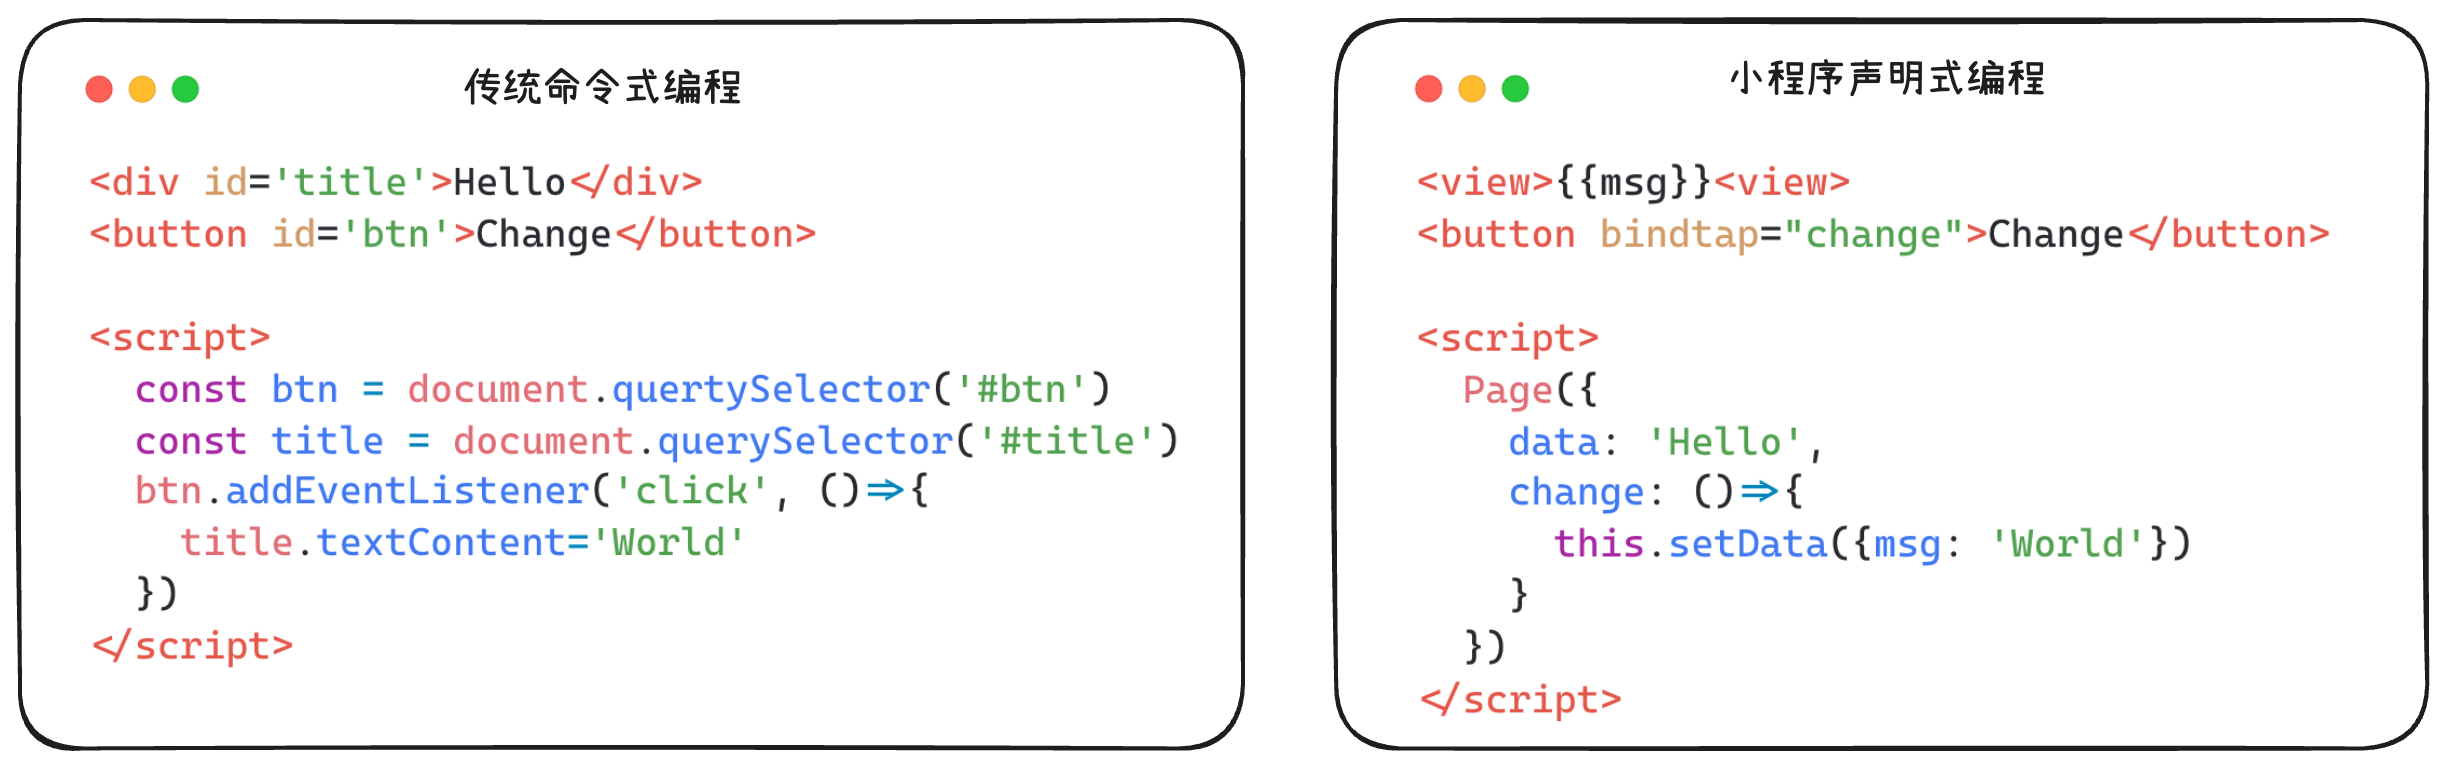 传统命令式编程
<div id='title'>Hello</div>
<button id='btn'>Change</button>
<script>
const btn = document.quertySelector('#btn')
const title = document.querySelector('#title')
btn.addEventListener('click', ()=>{
title.textContent='World'
})
</script>
小程序声明式编程
<view>{{msg}}<view>
<button bindtap="change">Change</button>
<script>
Page({
data: 'Hello',
change: ()=>{
this.setData({msg: 'World'})
}
})
</script>